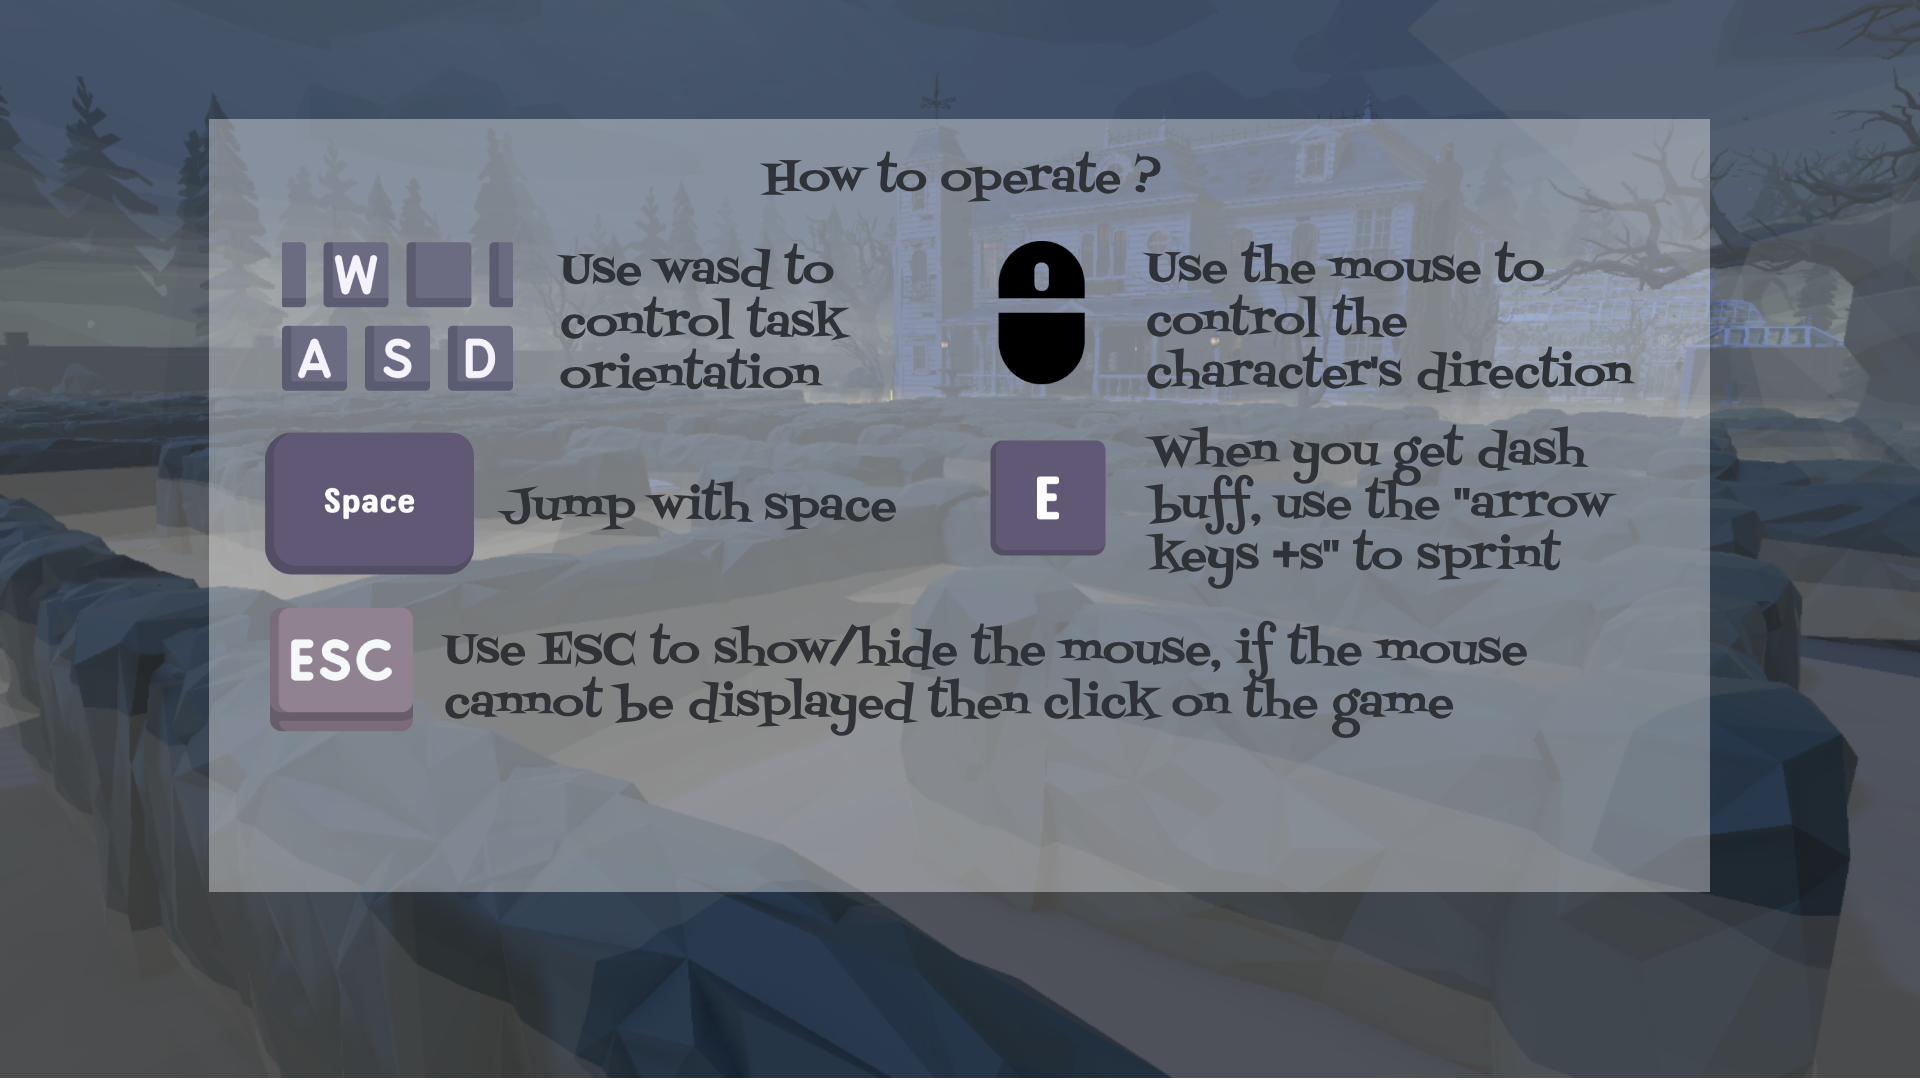 How to operate ?
W
A S D
Use wasd to
control task
orientation
Use the mouse to
control the
character's direction
Space
Jump with space
E
When you get dash
buff, use the "arrow
keys +s" to sprint
ESC
Use ESC to show/hide the mouse, if the mouse
cannot be displayed then click on the game